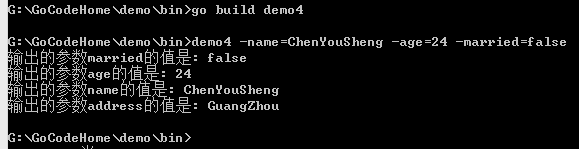 G:\GoCodeHome\demo\bin>go build demo4
G:\GoCodeHome\demo\bin>demo4 -name=ChenYouSheng -age=24 -married=false
输出的参数married的值是: false
输出的参数age的值是: 24
输出的参数name的值是: ChenYouSheng
输出的参数address的值是: GuangZhou
G:\GoCodeHome\demo\bin>